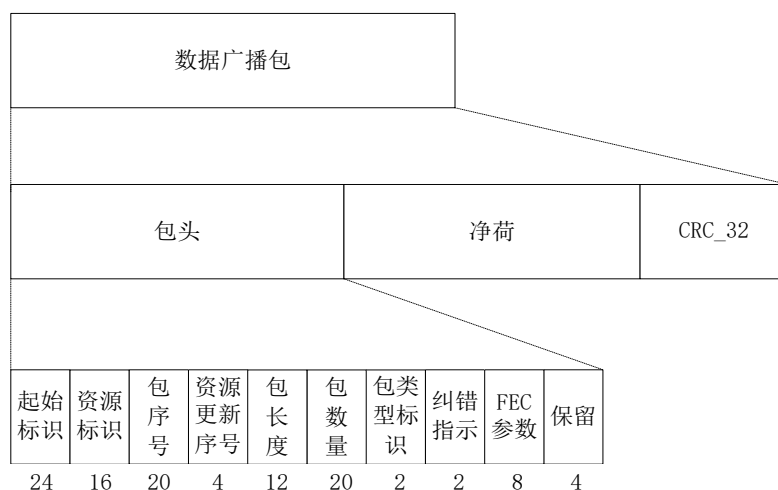 数据广播包
包头
净荷
CRC_32
起始
标识
资源
标识
包
序
号
资源
更新
序号
包
长
度
包
数
量
包类
型标
识
纠错
指示
FEC
参数
保留
24 16 20 4 12 20 2 2 8 4